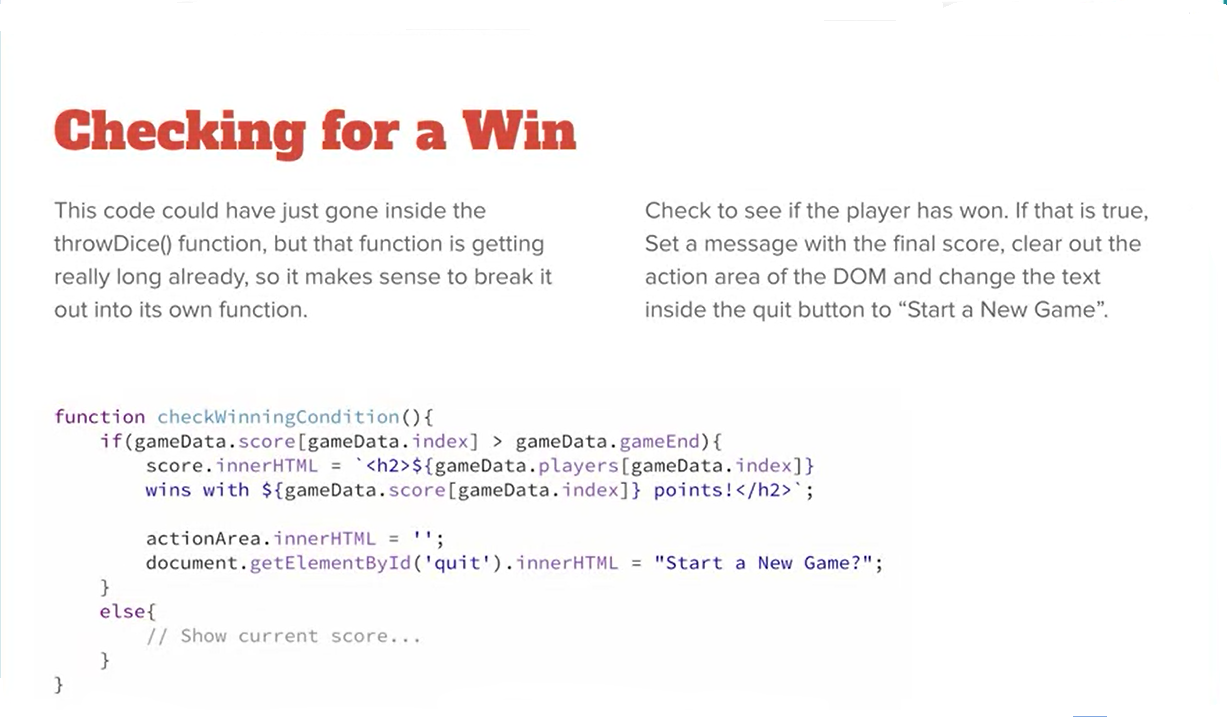 Checking for a Win
This code could have just gone inside the
throwDice() function, but that function is getting
really long already, so it makes sense to break it
out into its own function.
Check to see if the player has won. If that is true,
Set a message with the final score, clear out the
action area of the DOM and change the text
inside the quit button to “Start a New Game”.
function checkWinningCondition(){
    if(gameData.score[gameData.index] > gameData.gameEnd){
        score.innerHTML = `<h2>${gameData.players[gameData.index]}
        wins with ${gameData.score[gameData.index]} points!</h2>`;

        actionArea.innerHTML = '';
        document.getElementById('quit').innerHTML = "Start a New Game?";
    }
    else{
        // Show current score...
    }
}